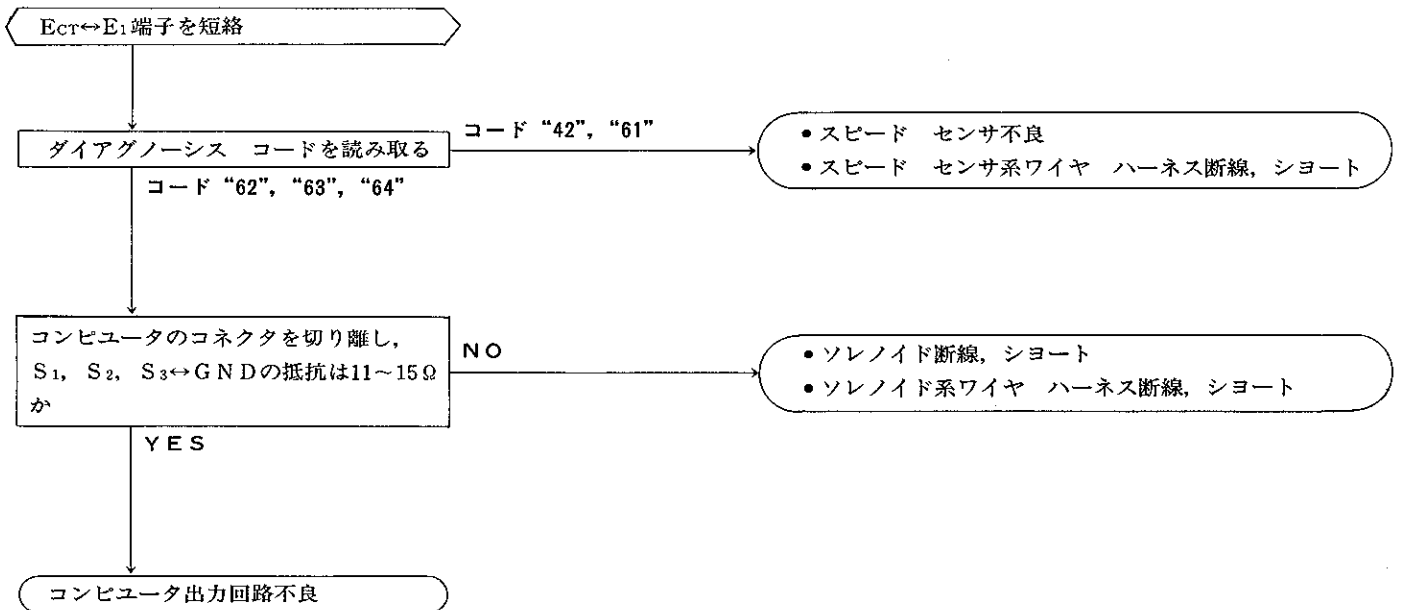 ECT↔E1端子を短絡
コード “42”, “61”
ダイアグノーシス　コードを読み取る
• スピード　センサ不良
• スピード　センサ系ワイヤ　ハーネス断線, シヨート
コード “62”, “63”, “64”
コンピユータのコネクタを切り離し,
S1, S2, S3↔GNDの抵抗は11~15Ω
か
NO
• ソレノイド断線, シヨート
• ソレノイド系ワイヤ　ハーネス断線, シヨート
YES
コンピユータ出力回路不良